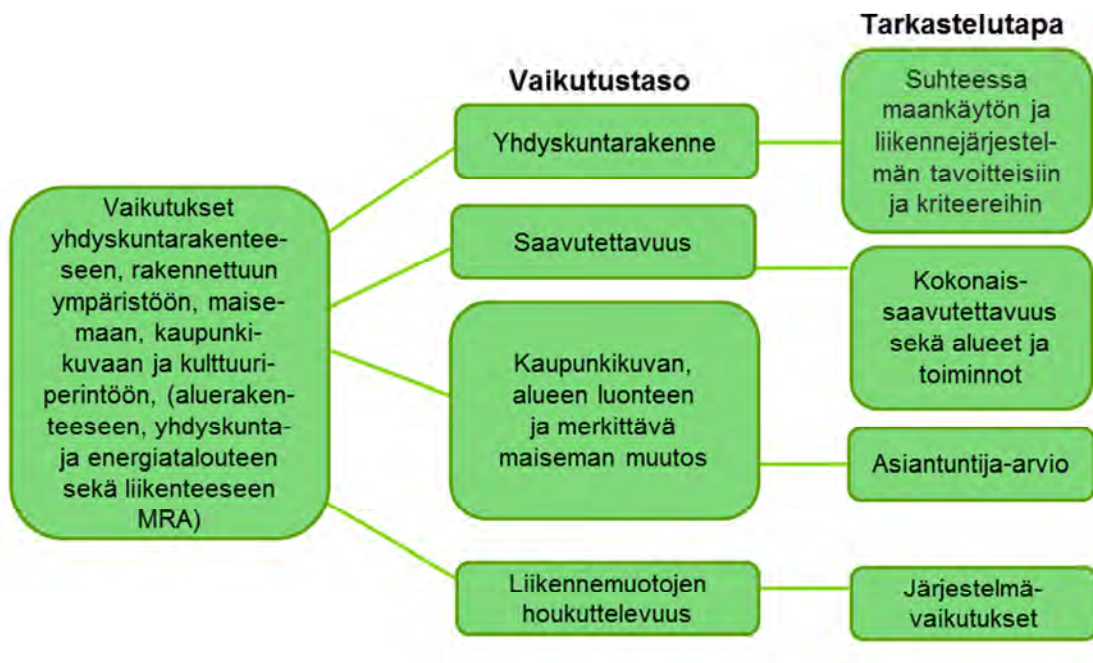 Tarkastelutapa
Vaikutustaso
Vaikutukset
yhdyskuntarakentee-
seen, rakennettuun
ympäristöön, maise-
maan, kaupunki-
kuvaan ja kulttuuri-
perintöön, (alueraken-
teeseen, yhdyskunta-
ja energiatalouteen
sekä liikenteeseen
MRA)
Yhdyskuntarakenne
Suhteessa
maankäytön ja
liikennejärjestel-
män tavoitteisiin
ja kriteereihin
Saavutettavuus
Kokonais-
saavutettavuus
sekä alueet ja
toiminnot
Kaupunkikuvan,
alueen luonteen
ja merkittävä
maiseman muutos
Asiantuntija-arvio
Liikennemuotojen
houkuttelevuus
Järjestelmä-
vaikutukset